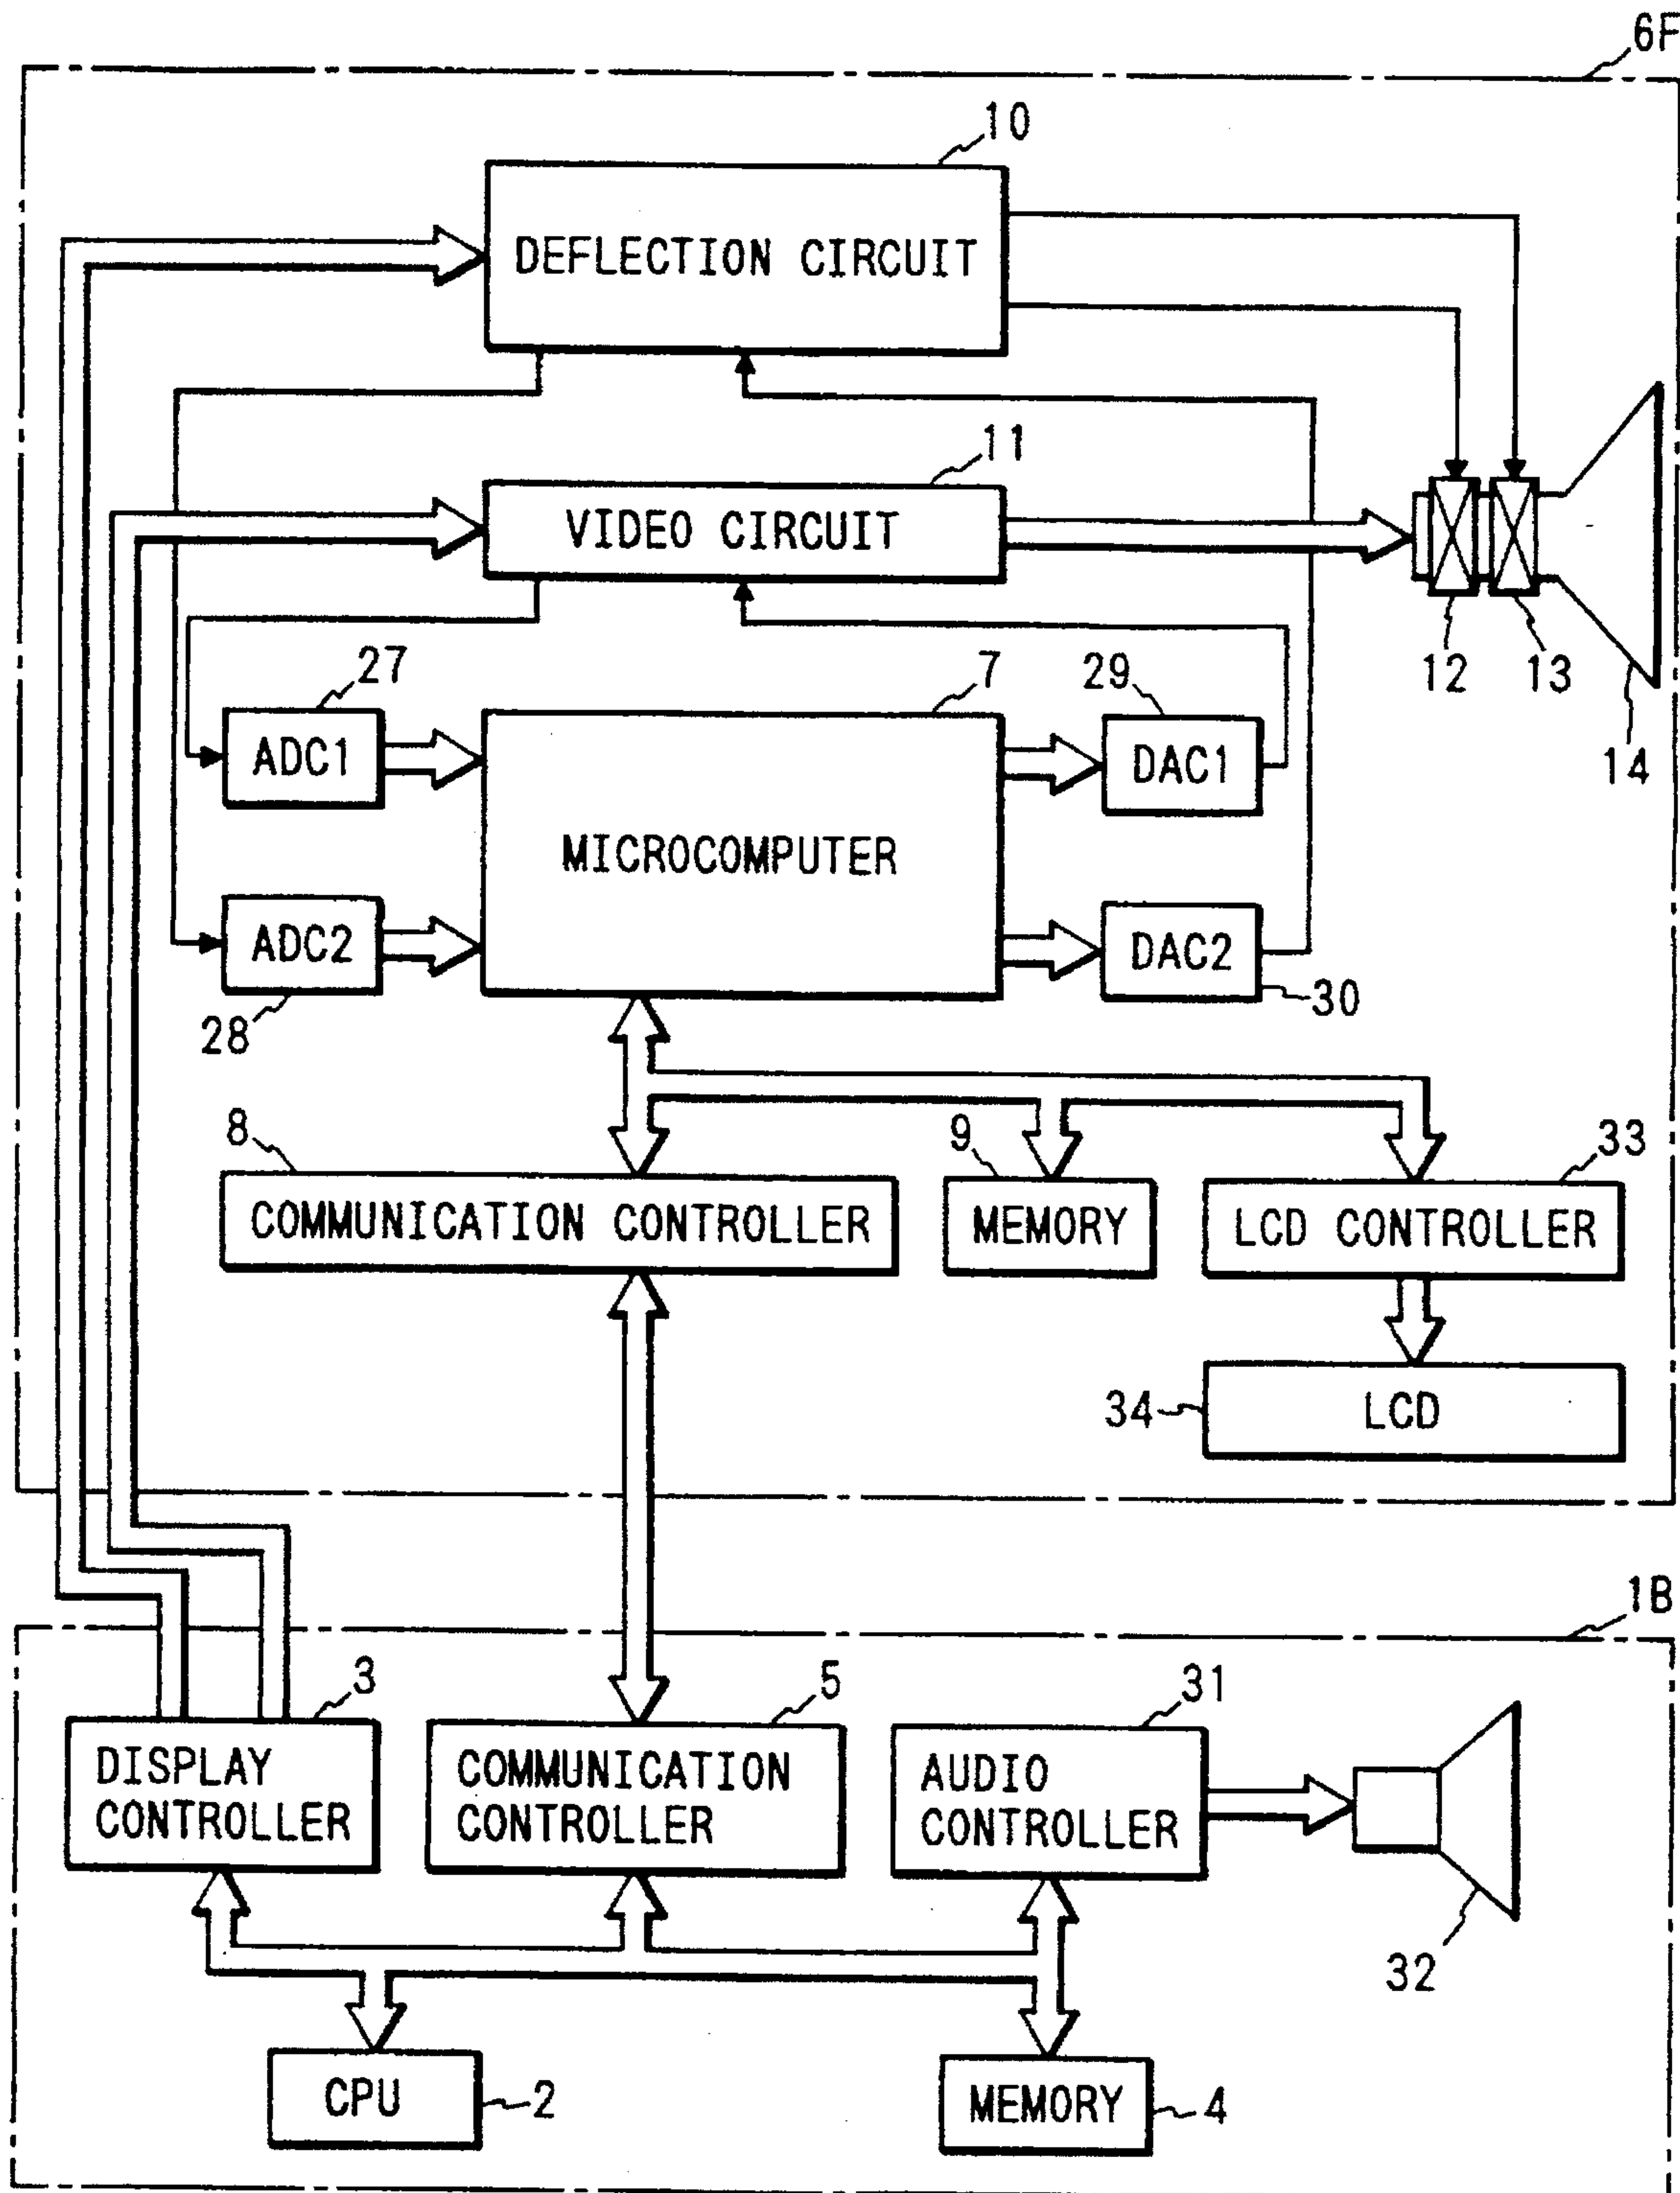 6F
10
DEFLECTION CIRCUIT
11
VIDEO CIRCUIT
12
13
14
27
7
29
ADC1
DAC1
MICROCOMPUTER
ADC2
DAC2
28
30
8
9
33
COMMUNICATION CONTROLLER
MEMORY
LCD CONTROLLER
34
LCD
1B
3
5
31
DISPLAY
CONTROLLER
COMMUNICATION
CONTROLLER
AUDIO
CONTROLLER
32
CPU
2
MEMORY
4